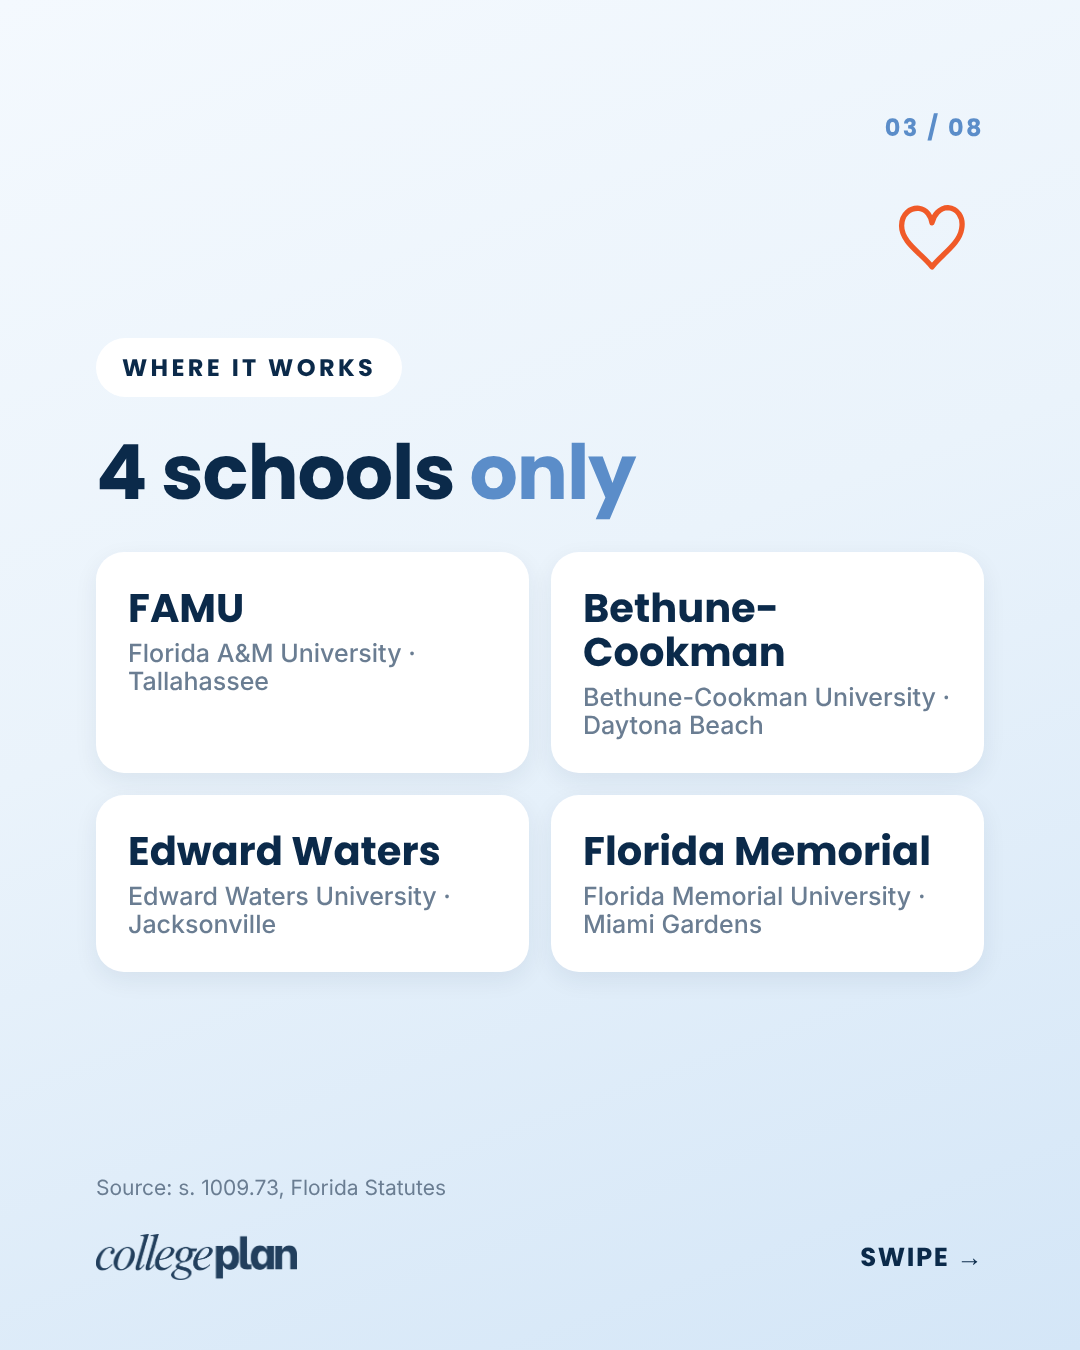 03 / 08
WHERE IT WORKS
4 schools only
FAMU
Florida A&M University ·
Tallahassee
Bethune-
Cookman
Bethune-Cookman University ·
Daytona Beach
Edward Waters
Edward Waters University ·
Jacksonville
Florida Memorial
Florida Memorial University ·
Miami Gardens
Source: s. 1009.73, Florida Statutes
collegeplan
SWIPE →